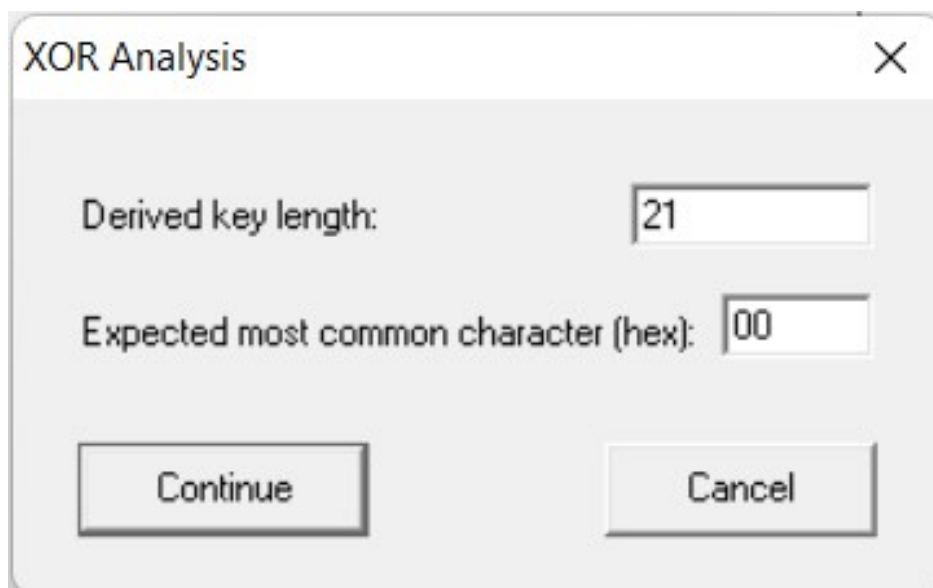 XOR Analysis
Derived key length: 21
Expected most common character (hex): 00
Continue Cancel